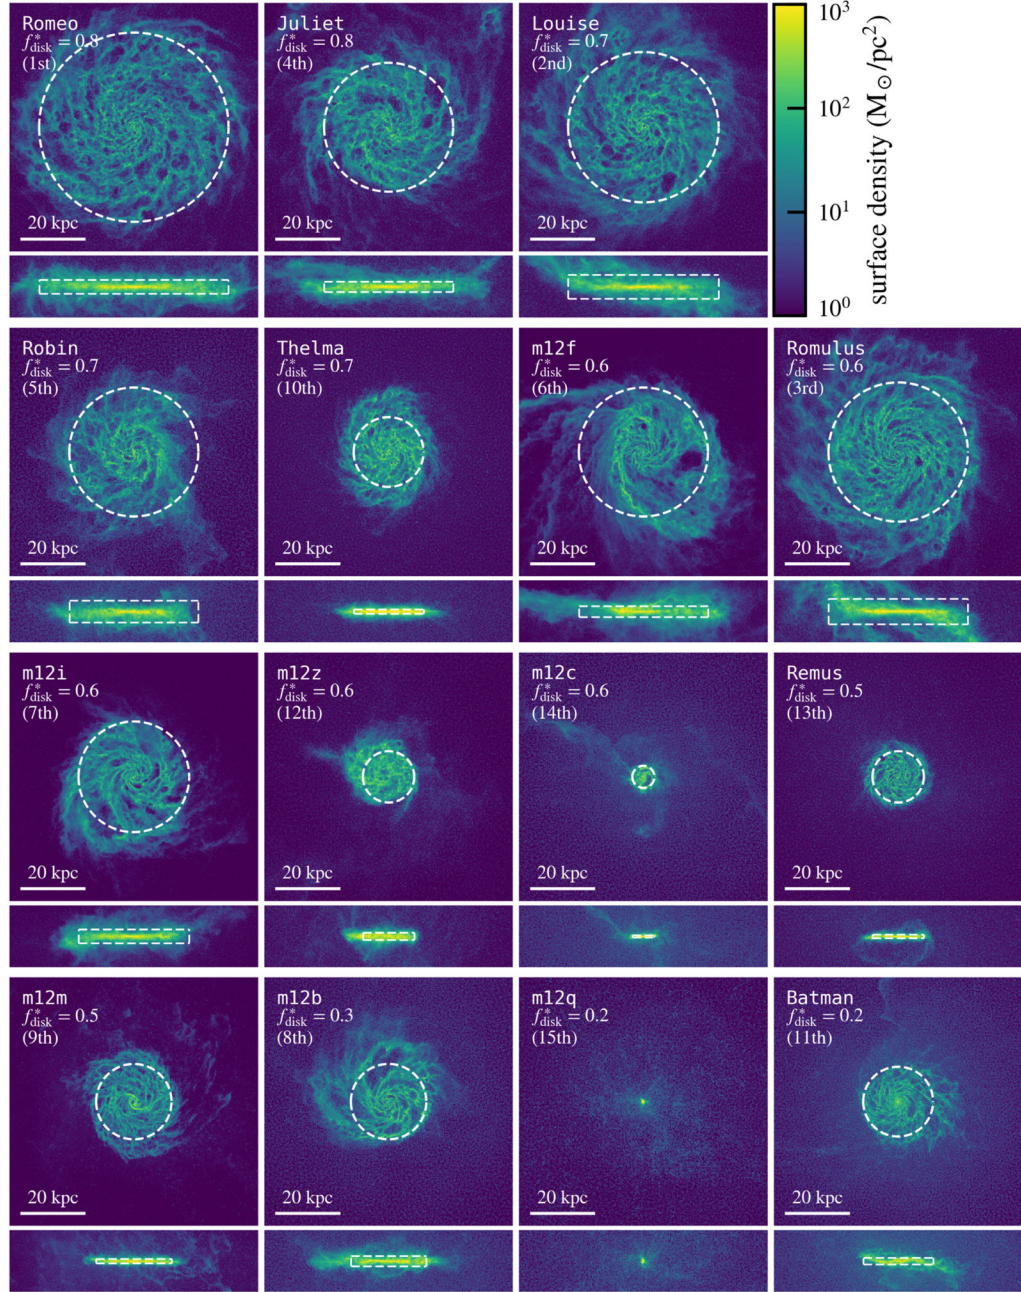 Romeo
f*disk = 0.8
(1st)
20 kpc
Juliet
f*disk = 0.8
(4th)
20 kpc
Louise
f*disk = 0.7
(2nd)
20 kpc
10³
10²
10¹
10⁰
surface density (M⊙/pc²)
Robin
f*disk = 0.7
(5th)
20 kpc
Thelma
f*disk = 0.7
(10th)
20 kpc
m12f
f*disk = 0.6
(6th)
20 kpc
Romulus
f*disk = 0.6
(3rd)
20 kpc
m12i
f*disk = 0.6
(7th)
20 kpc
m12z
f*disk = 0.6
(12th)
20 kpc
m12c
f*disk = 0.6
(14th)
20 kpc
Remus
f*disk = 0.5
(13th)
20 kpc
m12m
f*disk = 0.5
(9th)
20 kpc
m12b
f*disk = 0.3
(8th)
20 kpc
m12q
f*disk = 0.2
(15th)
20 kpc
Batman
f*disk = 0.2
(11th)
20 kpc